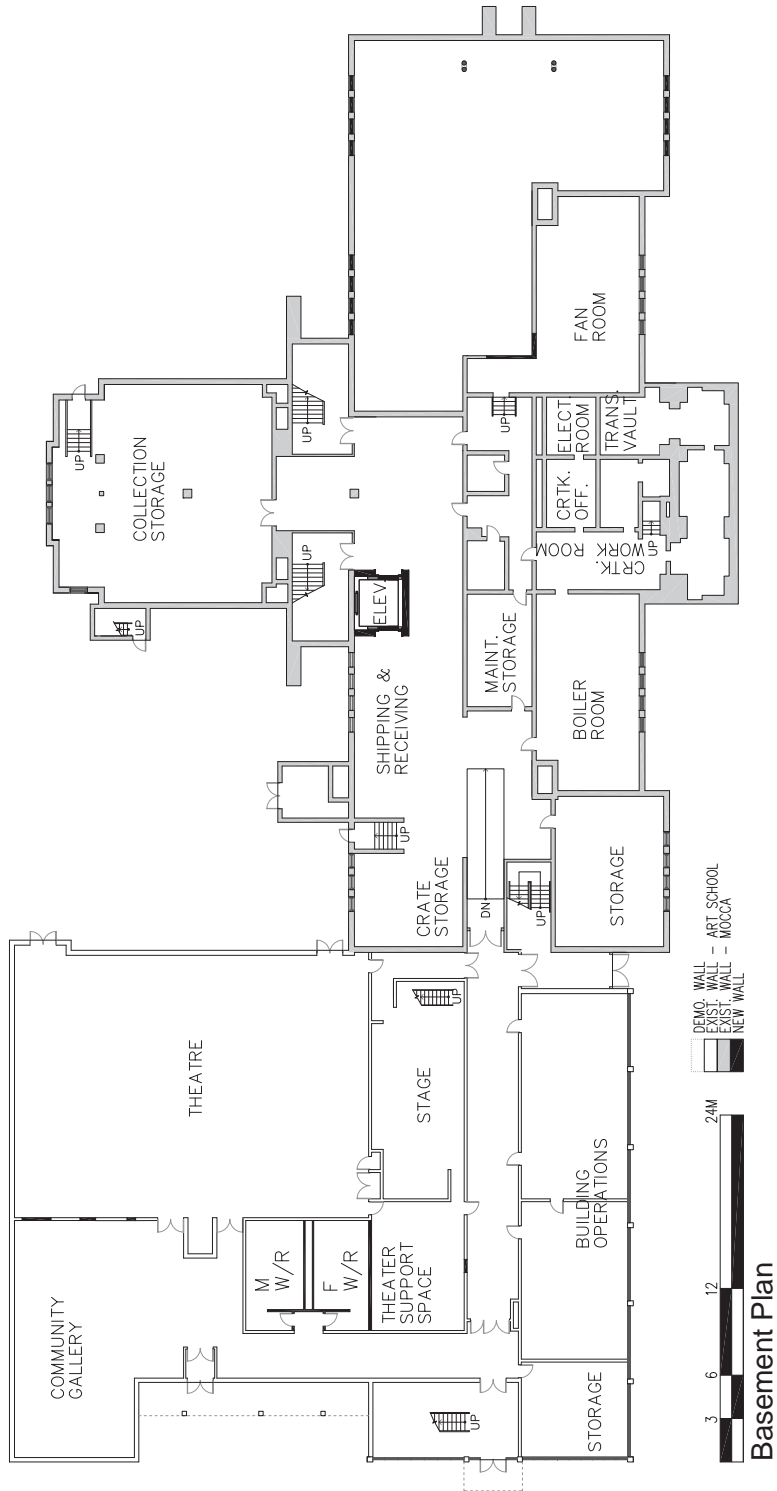 COMMUNITY
GALLERY
THEATRE
M
W/R
F
W/R
THEATER
SUPPORT
SPACE
STAGE
UP
UP
STORAGE
BUILDING
OPERATIONS
COLLECTION
STORAGE
UP
UP
UP
UP
SHIPPING &
RECEIVING
ELEV.
CRATE
STORAGE
UP
DN
UP
STORAGE
MAINT.
STORAGE
BOILER
ROOM
CRTK.
WORK ROOM
UP
CRTK.
OFF.
ELECT.
ROOM
TRANS.
VAULT
UP
FAN
ROOM
DEMO. WALL
EXIST. WALL - ART SCHOOL
EXIST. WALL - MOCCA
NEW WALL
3 6 12 24M
Basement Plan